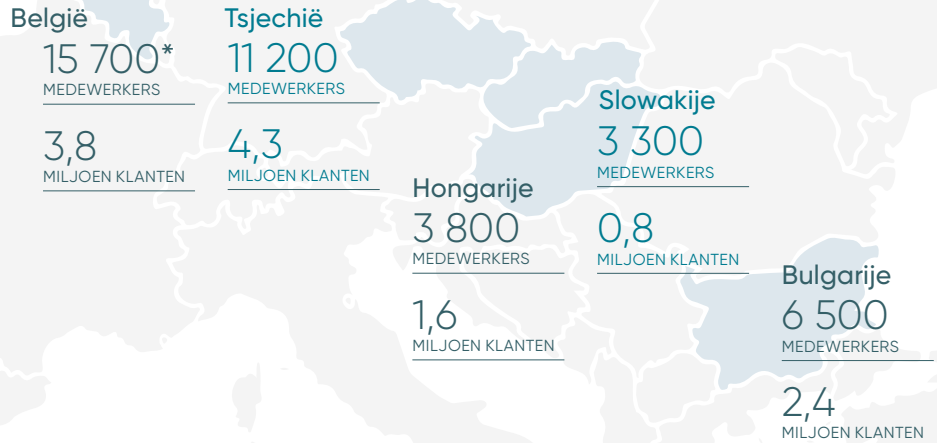 België
15 700*
MEDEWERKERS
3,8
MILJOEN KLANTEN
Tsjechië
11 200
MEDEWERKERS
4,3
MILJOEN KLANTEN
Hongarije
3 800
MEDEWERKERS
1,6
MILJOEN KLANTEN
Slowakije
3 300
MEDEWERKERS
0,8
MILJOEN KLANTEN
Bulgarije
6 500
MEDEWERKERS
2,4
MILJOEN KLANTEN